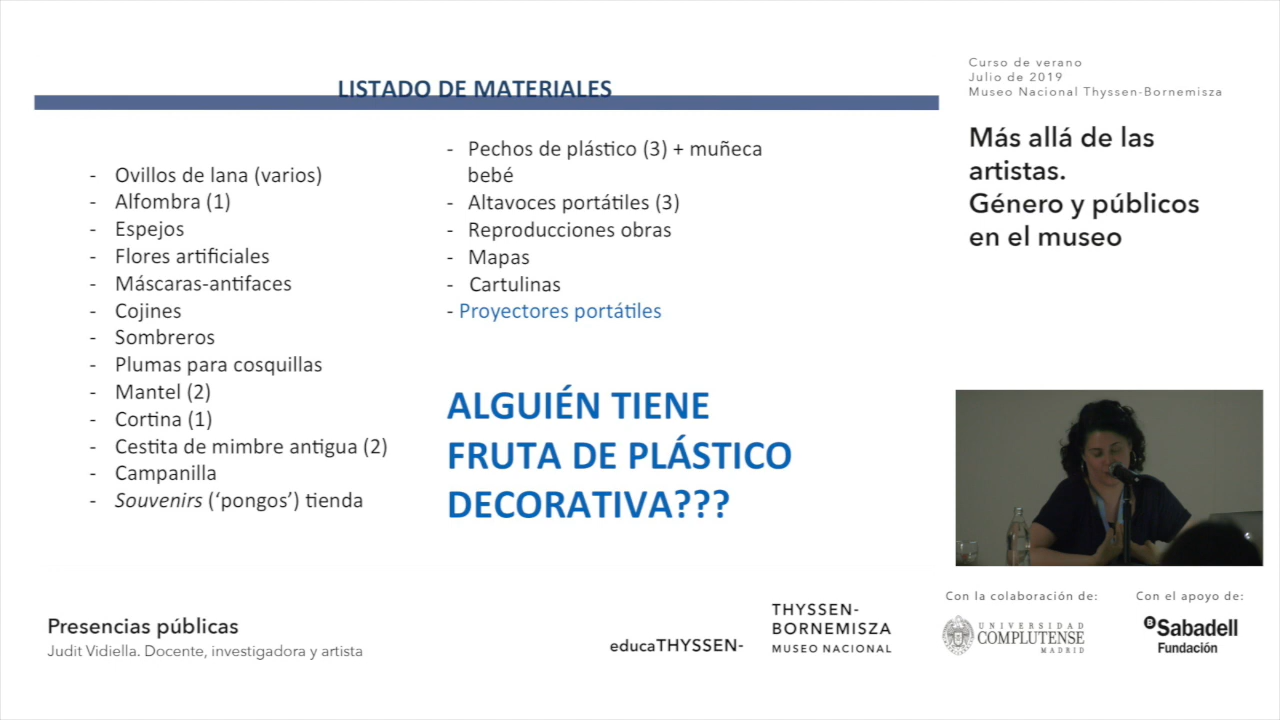 LISTADO DE MATERIALES
- Ovillos de lana (varios)
- Alfombra (1)
- Espejos
- Flores artificiales
- Máscaras-antifaces
- Cojines
- Sombreros
- Plumas para cosquillas
- Mantel (2)
- Cortina (1)
- Cestita de mimbre antigua (2)
- Campanilla
- Souvenirs (‘pongos’) tienda
- Pechos de plástico (3) + muñeca
bebé
- Altavoces portátiles (3)
- Reproducciones obras
- Mapas
- Cartulinas
- Proyectores portátiles
ALGUIÉN TIENE
FRUTA DE PLÁSTICO
DECORATIVA???
Curso de verano
Julio de 2019
Museo Nacional Thyssen-Bornemisza
Más allá de las
artistas.
Género y públicos
en el museo
Presencias públicas
Judit Vidiella. Docente, investigadora y artista
educaTHYSSEN-
THYSSEN-
BORNEMISZA
MUSEO NACIONAL
Con la colaboración de:
UNIVERSIDAD
COMPLUTENSE
MADRID
Con el apoyo de:
B Sabadell
Fundación